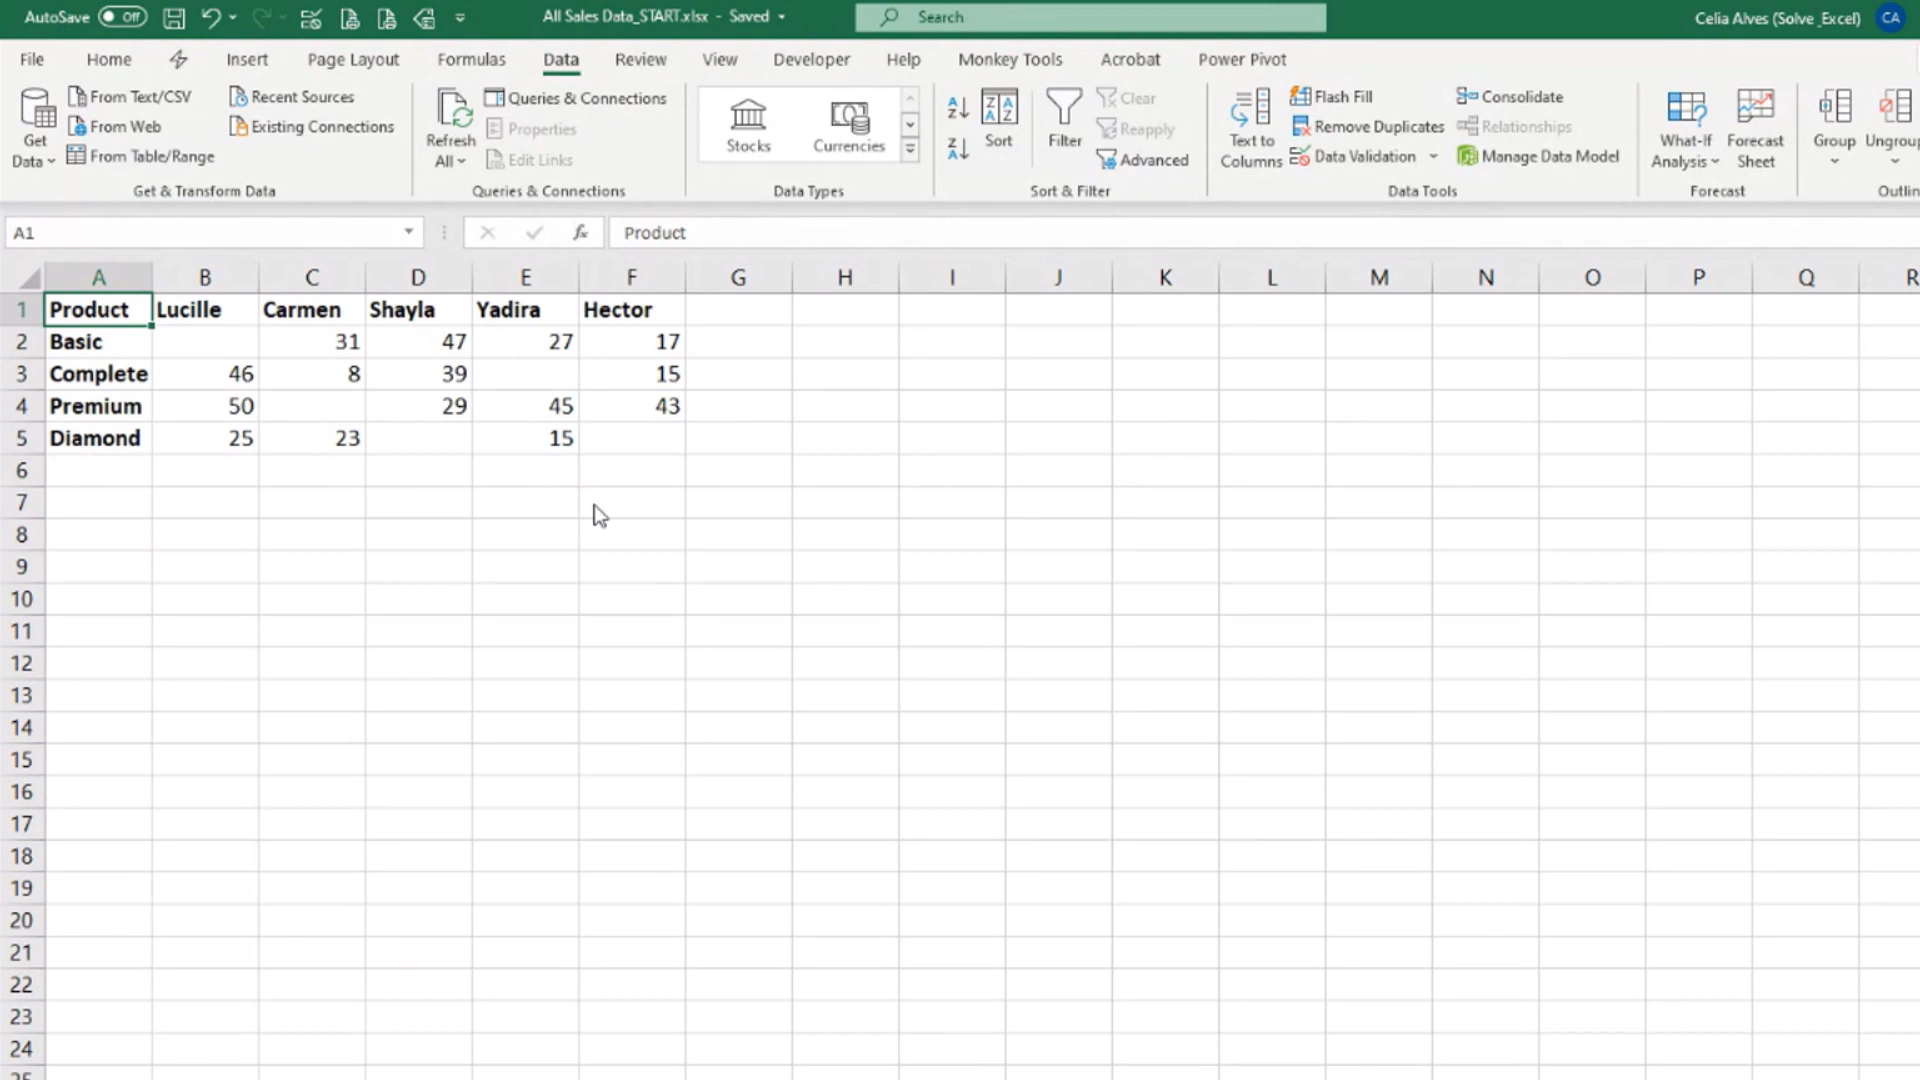 AutoSave Off All Sales Data_START.xlsx - Saved Search Celia Alves (Solve_Excel) CA
File Home Insert Page Layout Formulas Data Review View Developer Help Monkey Tools Acrobat Power Pivot
Get Data
From Text/CSV
From Web
From Table/Range
Recent Sources
Existing Connections
Get & Transform Data
Refresh All
Queries & Connections
Properties
Edit Links
Queries & Connections
Stocks
Currencies
Data Types
Sort
Filter
Clear
Reapply
Advanced
Sort & Filter
Text to Columns
Flash Fill
Remove Duplicates
Data Validation
Consolidate
Relationships
Manage Data Model
Data Tools
What-If Analysis
Forecast Sheet
Forecast
Group
Ungroup
Outlin
A1 fx Product
A B C D E F G H I J K L M N O P Q R
1 Product Lucille Carmen Shayla Yadira Hector
2 Basic 31 47 27 17
3 Complete 46 8 39 15
4 Premium 50 29 45 43
5 Diamond 25 23 15
6
7
8
9
10
11
12
13
14
15
16
17
18
19
20
21
22
23
24
25